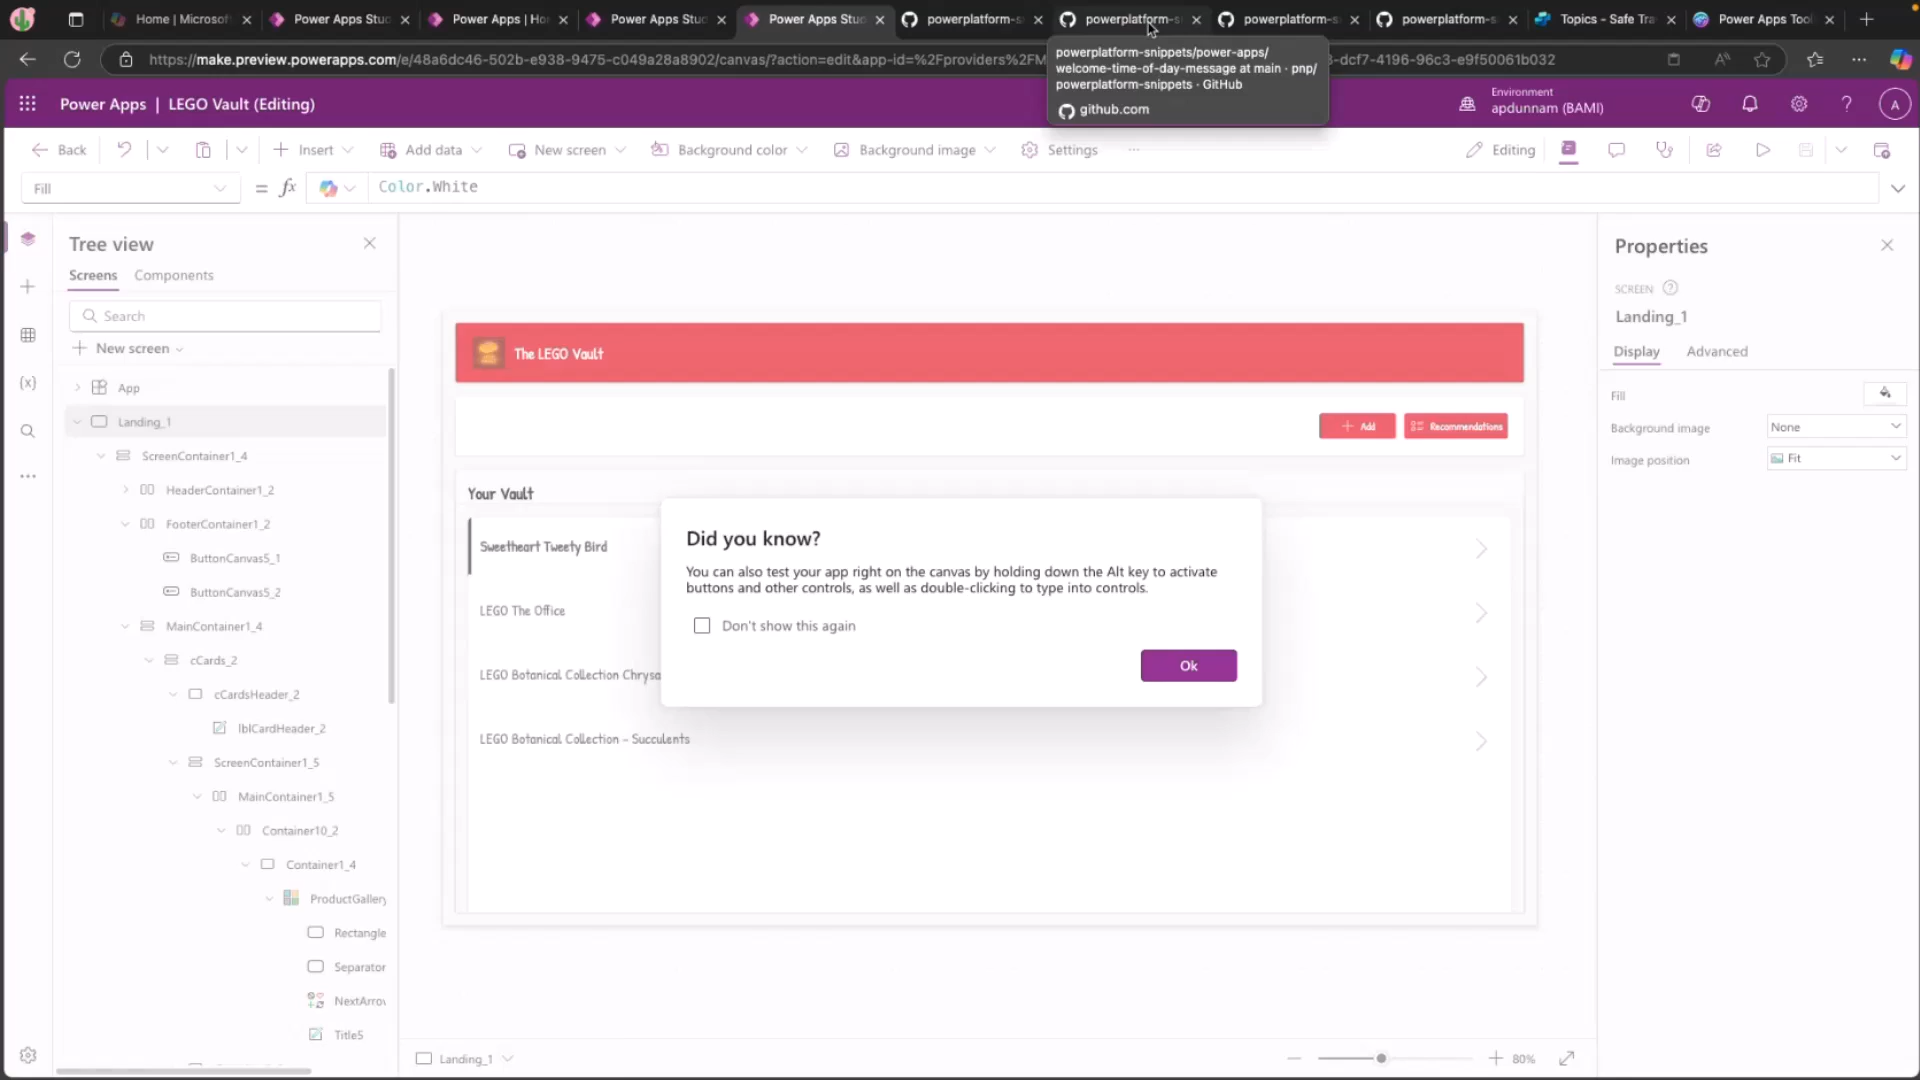 Home | Microsof
Power Apps Stud
Power Apps | Ho
Power Apps Stud
Power Apps Stud
powerplatform-s
powerplatform-s
powerplatform-s
powerplatform-s
Topics - Safe Tra
Power Apps Tool
https://make.preview.powerapps.com/e/48a6dc46-502b-e938-9475-c049a28a8902/canvas/?action=edit&app-id=%2Fproviders%2FM
-dcf7-4196-96c3-e9f50061b032
powerplatform-snippets/power-apps/
welcome-time-of-day-message at main · pnp/
powerplatform-snippets · GitHub
github.com
Power Apps | LEGO Vault (Editing)
Environment
apdunnam (BAMI)
A
Back
Insert
Add data
New screen
Background color
Background image
Settings
Editing
Fill
= fx
Color.White
Tree view
Screens
Components
Search
New screen
App
Landing_1
ScreenContainer1_4
HeaderContainer1_2
FooterContainer1_2
ButtonCanvas5_1
ButtonCanvas5_2
MainContainer1_4
cCards_2
cCardsHeader_2
lblCardHeader_2
ScreenContainer1_5
MainContainer1_5
Container10_2
Container1_4
ProductGallery
Rectangle
Separator
NextArrow
Title5
The LEGO Vault
Add
Recommendations
Your Vault
Sweetheart Tweety Bird
LEGO The Office
LEGO Botanical Collection Chrysa
LEGO Botanical Collection - Succulents
Did you know?
You can also test your app right on the canvas by holding down the Alt key to activate
buttons and other controls, as well as double-clicking to type into controls.
Don't show this again
Ok
Landing_1
80%
Properties
SCREEN
Landing_1
Display
Advanced
Fill
Background image
None
Image position
Fit